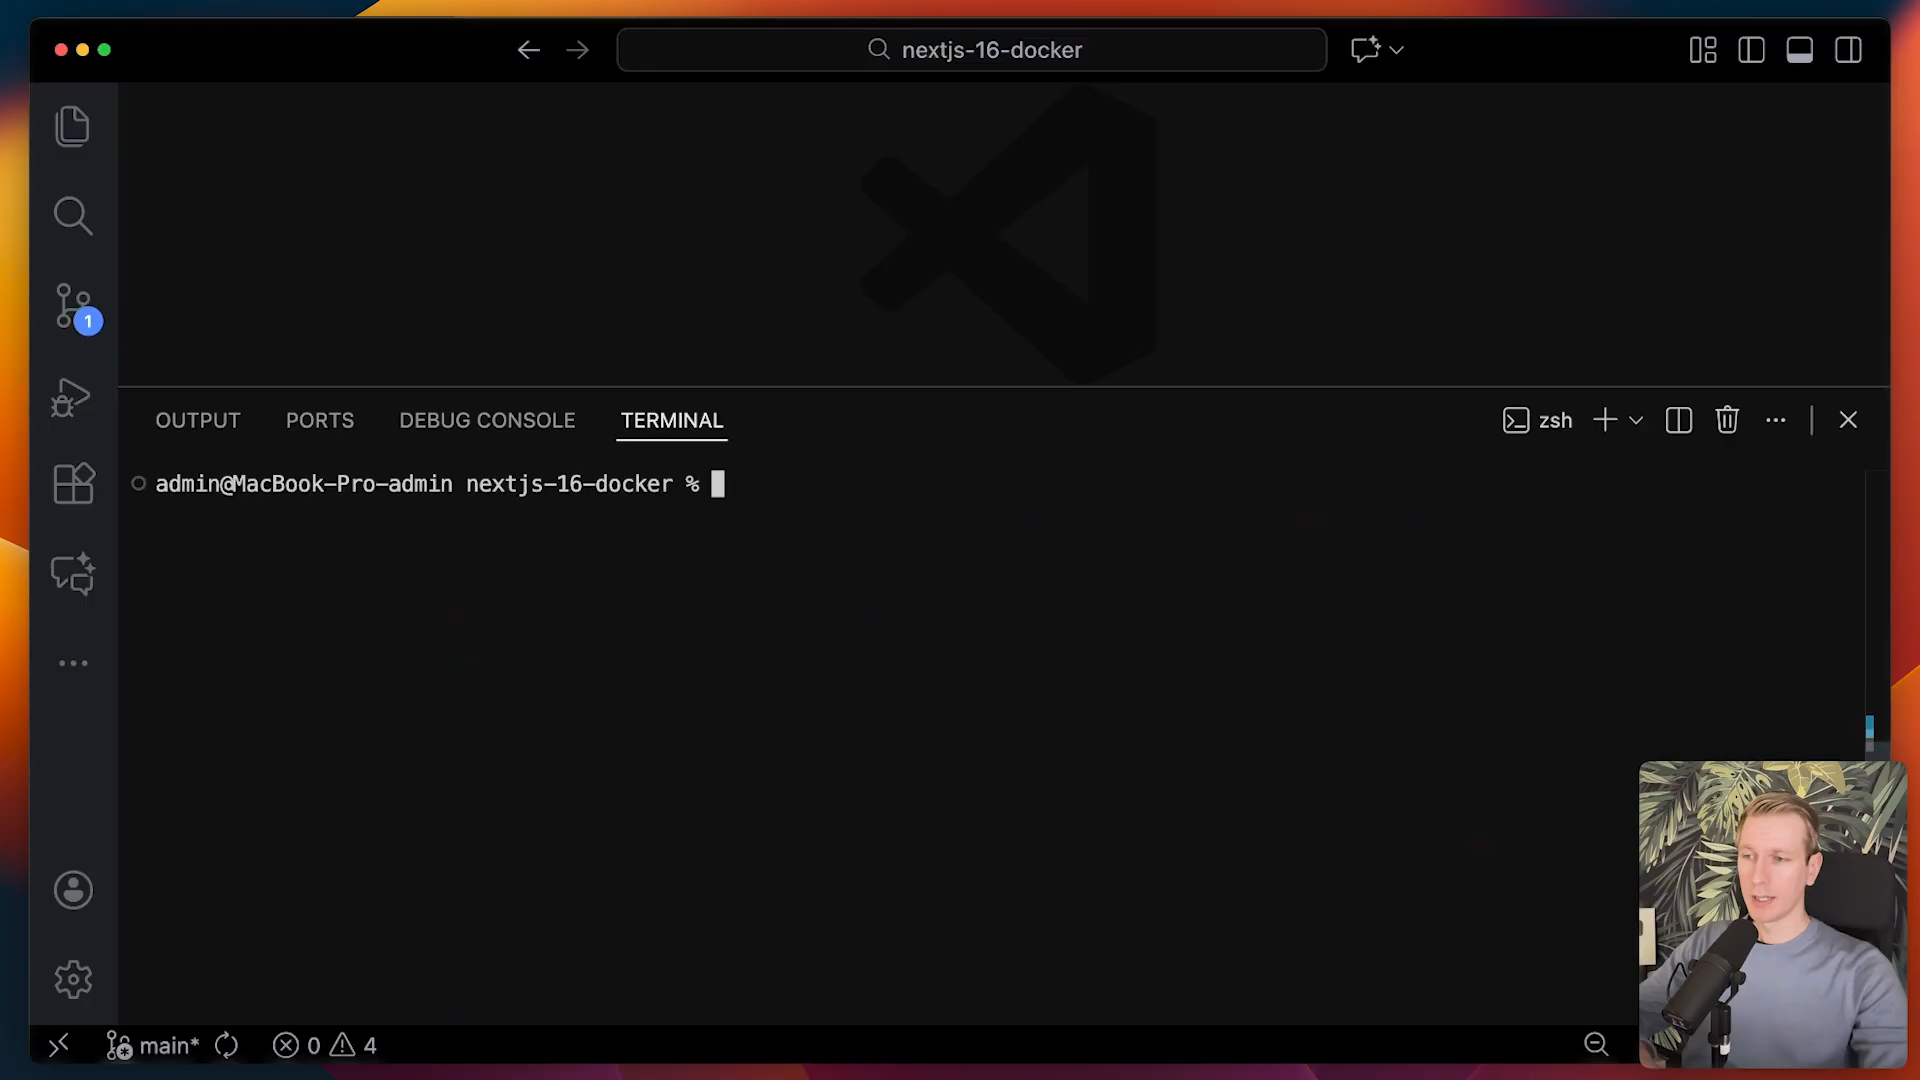 nextjs-16-docker
1
OUTPUT PORTS DEBUG CONSOLE TERMINAL zsh
admin@MacBook-Pro-admin nextjs-16-docker %
main* 0 4